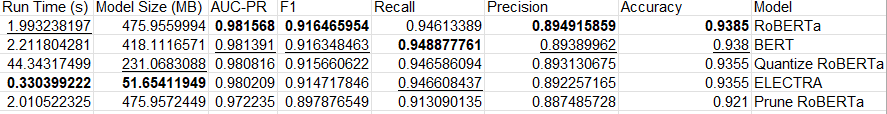 Run Time (s) Model Size (MB) AUC-PR F1 Recall Precision Accuracy Model
1.993238197 475.9559994 0.981568 0.916465954 0.94613389 0.894915859 0.9385 RoBERTa
2.211804281 418.1116571 0.981391 0.916348463 0.948877761 0.89389962 0.938 BERT
44.34317499 231.0683088 0.980816 0.915660622 0.946586094 0.893130675 0.9355 Quantize RoBERTa
0.330399222 51.65411949 0.980209 0.914717846 0.946608437 0.892257165 0.9355 ELECTRA
2.010522325 475.9572449 0.972235 0.897876549 0.913090135 0.887485728 0.921 Prune RoBERTa